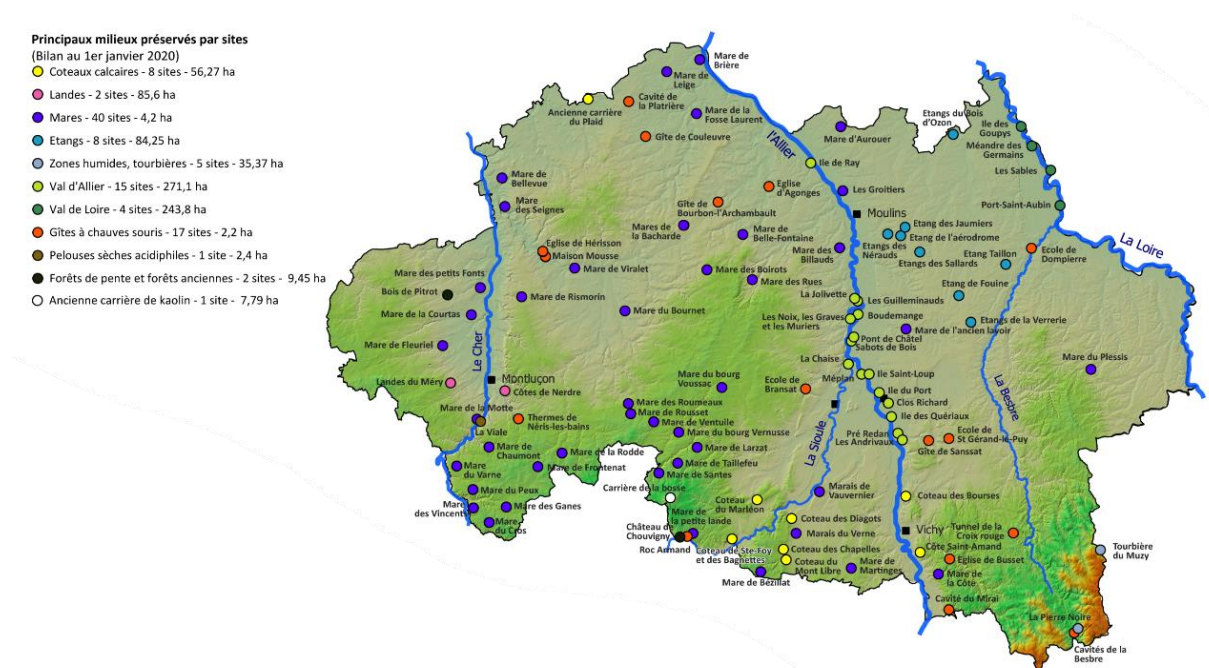 Principaux milieu préservés par sites
(Bilan au 1er janvier 2020)
Coteaux calcaires - 8 sites - 56,27 ha
Landes - 2 sites - 85,6 ha
Mares - 40 sites - 4,2 ha
Etangs - 8 sites - 84,25 ha
Zones humides, tourbières - 5 sites - 35,37 ha
Val d'Allier - 15 sites - 271,1 ha
Val de Loire - 4 sites - 243,8 ha
Gîtes à chauves souris - 17 sites - 2,2 ha
Pelouses sèches acidiphiles - 1 site - 2,4 ha
Forêts de pente et forêts anciennes - 2 sites - 9,45 ha
Ancienne carrière de kaolin - 1 site - 7,79 ha
Mare de
Brière
Mare de
Leige
Cavité de
la Platrière
Ancienne carrière
du Plaid
Mare de la
Fosse Laurent
Gîte de Couleuvre
l'Allier
Mare d'Aurouer
Etangs du Bois
d'Ozon
Ile des
Goupys
Méandre des
Germains
Les Sables
Port-Saint-Aubin
La Loire
Ile de Ray
Mare de
Bellevue
Mare
des Seignes
Eglise
d'Agonges
Les Groitiers
Gîte de
Bourbon-l'Archambault
Moulins
Mares de
la Bacharde
Mare de
Belle-Fontaine
Mare des
Billauds
Etang des Jaumiers
Etang de l'aérodrome
Etangs des
Nérauds
Etangs des Sallards
Etang Taillon
Ecole de
Dompierre
Eglise de Hérisson
Maison Mousse
Mare de Viralet
Mare des Boirots
Mare des Rues
Etang de Fouine
Mare des petits Fonts
Bois de Pitrot
Mare de Rismorin
Mare de la Courtas
Mare du Bournet
La Jolivette
Les Guilleminauds
Les Noix, les Graves
et les Muriers
Boudemange
Etangs de la Verrerie
Mare de l'ancien lavoir
Pont de Châtel
Sabots de Bois
Mare de Fleuriel
Le Cher
La Chaise
Mare du Plessis
Landes du Méry
Montluçon
Côtes de Nerdre
Mare du bourg
Voussac
Ecole de
Bransat
Méplan
Ile Saint-Loup
La Besbre
Ile du Port
Clos Richard
Mare de la Motte
La Viale
Thermes de
Néris-les-bains
Mare des Roumeaux
Mare de Rousset
Mare de Ventuile
Mare du bourg Vernusse
Ile des Quériaux
La Sioule
Pré Redan
Les Andrivaux
Ecole de
St Gérand-le-Puy
Gîte de Sanssat
Mare de
Chaumont
Mare de la Rodde
Mare de Larzat
Mare
du Varne
Mare de Frontenat
Mare de Taillefeu
Mare de Santes
Mare du Peux
Carrière de la bosse
Coteau
du Marléon
Marais de
Vauvernier
Coteau des Bourses
Mare
des Vincents
Mare des Ganes
Mare
du Cros
Mare de
la petite lande
Château de
Chouvigny
Roc Armand
Coteau des Diagots
Marais du Verne
Vichy
Tunnel de la
Croix rouge
Coteau de Ste-Foy
et des Bagnettes
Coteau des Chapelles
Côte Saint-Amand
Tourbière
du Muzy
Coteau du
Mont Libre
Mare de
Martinges
Eglise de Busset
Mare de Bézillat
Mare de
la Côte
Cavité du Mirai
La Pierre Noire
Cavités de la
Besbre